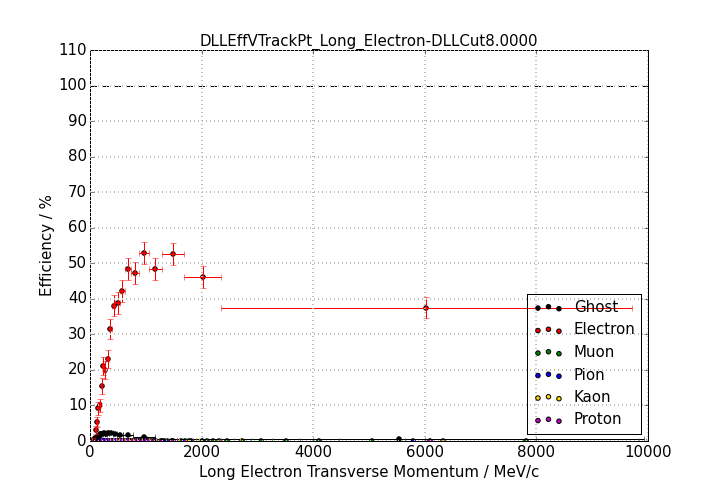 DLLEffVTrackPt_Long_Electron-DLLCut8.0000
110
100
90
80
70
60
50
40
30
20
10
0
Efficiency / %
Ghost
Electron
Muon
Pion
Kaon
Proton
0 2000 4000 6000 8000 10000
Long Electron Transverse Momentum / MeV/c